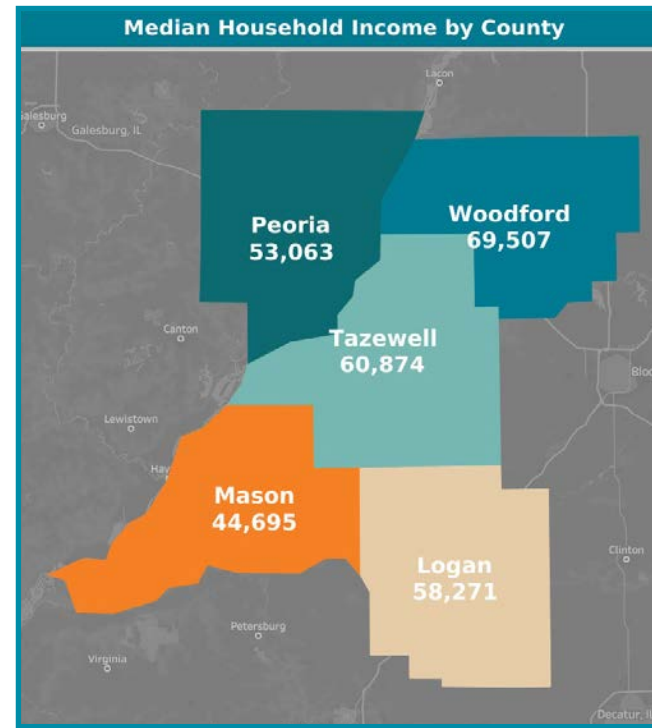 Median Household Income by County
Lacon
Galesburg, IL
Peoria
53,063
Woodford
69,507
Canton
Tazewell
60,874
Lewistown
Mason
44,695
Logan
58,271
Clinton
Petersburg
Virginia
Decatur, IL